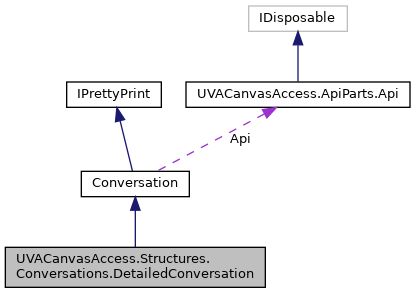 IDisposable
IPrettyPrint
UVACanvasAccess.ApiParts.Api
Api
Conversation
UVACanvasAccess.Structures.
Conversations.DetailedConversation